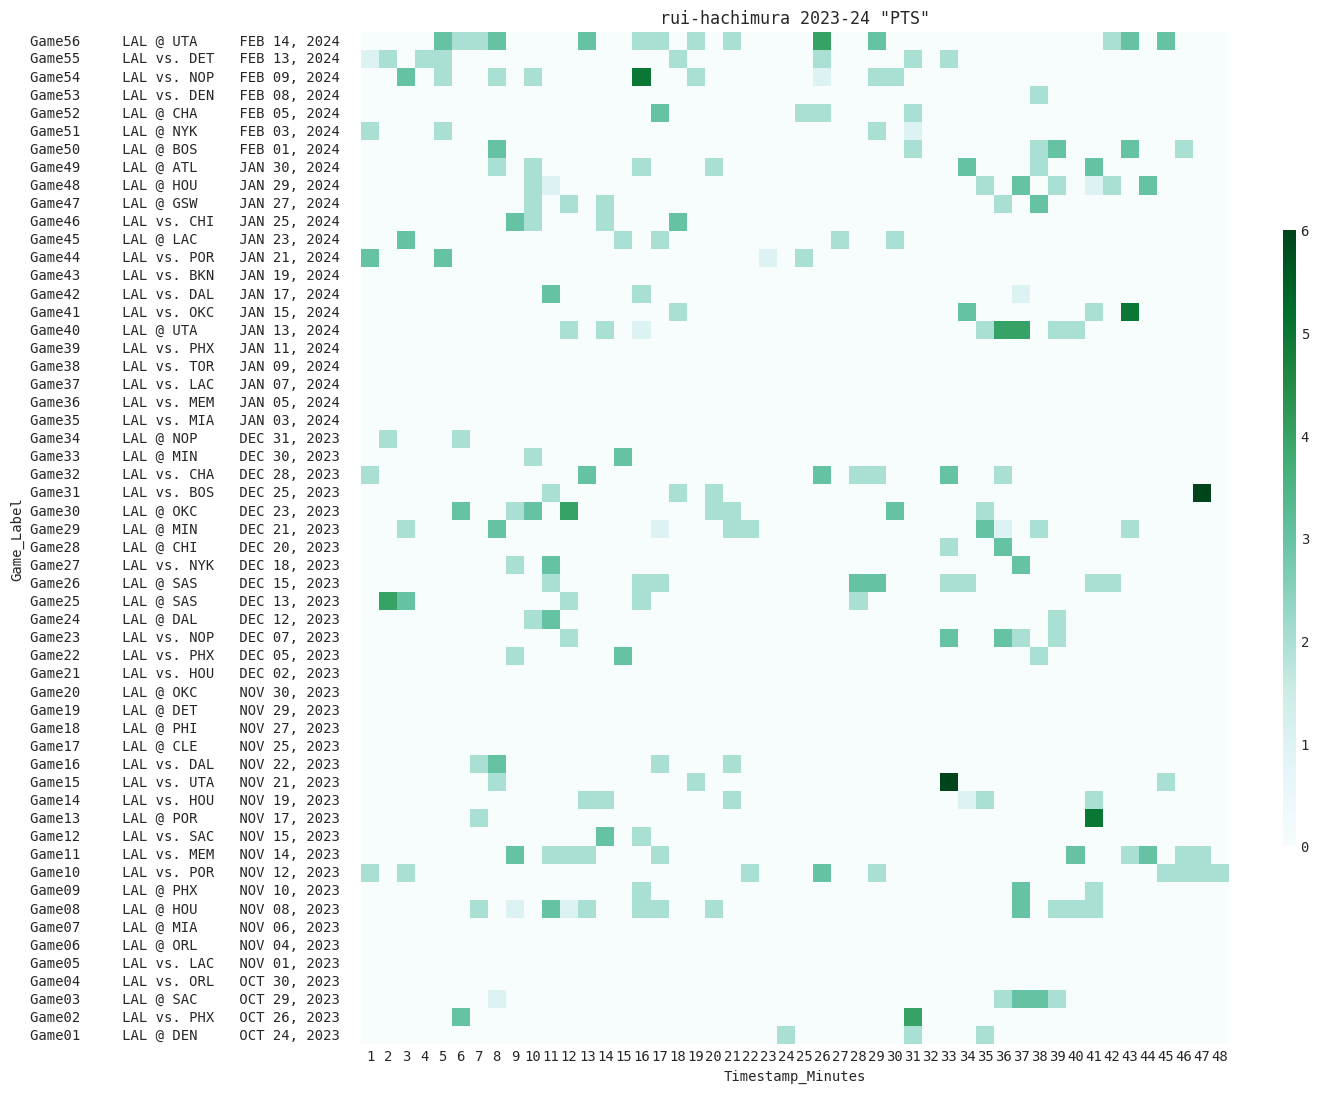 rui-hachimura 2023-24 "PTS"
Game56 LAL @ UTA FEB 14, 2024
Game55 LAL vs. DET FEB 13, 2024
Game54 LAL vs. NOP FEB 09, 2024
Game53 LAL vs. DEN FEB 08, 2024
Game52 LAL @ CHA FEB 05, 2024
Game51 LAL @ NYK FEB 03, 2024
Game50 LAL @ BOS FEB 01, 2024
Game49 LAL @ ATL JAN 30, 2024
Game48 LAL @ HOU JAN 29, 2024
Game47 LAL @ GSW JAN 27, 2024
Game46 LAL vs. CHI JAN 25, 2024
Game45 LAL @ LAC JAN 23, 2024
Game44 LAL vs. POR JAN 21, 2024
Game43 LAL vs. BKN JAN 19, 2024
Game42 LAL vs. DAL JAN 17, 2024
Game41 LAL vs. OKC JAN 15, 2024
Game40 LAL @ UTA JAN 13, 2024
Game39 LAL vs. PHX JAN 11, 2024
Game38 LAL vs. TOR JAN 09, 2024
Game37 LAL vs. LAC JAN 07, 2024
Game36 LAL vs. MEM JAN 05, 2024
Game35 LAL vs. MIA JAN 03, 2024
Game34 LAL @ NOP DEC 31, 2023
Game33 LAL @ MIN DEC 30, 2023
Game32 LAL vs. CHA DEC 28, 2023
Game31 LAL vs. BOS DEC 25, 2023
Game30 LAL @ OKC DEC 23, 2023
Game29 LAL @ MIN DEC 21, 2023
Game28 LAL @ CHI DEC 20, 2023
Game27 LAL vs. NYK DEC 18, 2023
Game26 LAL @ SAS DEC 15, 2023
Game25 LAL @ SAS DEC 13, 2023
Game24 LAL @ DAL DEC 12, 2023
Game23 LAL vs. NOP DEC 07, 2023
Game22 LAL vs. PHX DEC 05, 2023
Game21 LAL vs. HOU DEC 02, 2023
Game20 LAL @ OKC NOV 30, 2023
Game19 LAL @ DET NOV 29, 2023
Game18 LAL @ PHI NOV 27, 2023
Game17 LAL @ CLE NOV 25, 2023
Game16 LAL vs. DAL NOV 22, 2023
Game15 LAL vs. UTA NOV 21, 2023
Game14 LAL vs. HOU NOV 19, 2023
Game13 LAL @ POR NOV 17, 2023
Game12 LAL vs. SAC NOV 15, 2023
Game11 LAL vs. MEM NOV 14, 2023
Game10 LAL vs. POR NOV 12, 2023
Game09 LAL @ PHX NOV 10, 2023
Game08 LAL @ HOU NOV 08, 2023
Game07 LAL @ MIA NOV 06, 2023
Game06 LAL @ ORL NOV 04, 2023
Game05 LAL vs. LAC NOV 01, 2023
Game04 LAL vs. ORL OCT 30, 2023
Game03 LAL @ SAC OCT 29, 2023
Game02 LAL vs. PHX OCT 26, 2023
Game01 LAL @ DEN OCT 24, 2023
Game_Label
1 2 3 4 5 6 7 8 9 10 11 12 13 14 15 16 17 18 19 20 21 22 23 24 25 26 27 28 29 30 31 32 33 34 35 36 37 38 39 40 41 42 43 44 45 46 47 48
Timestamp_Minutes
6
5
4
3
2
1
0